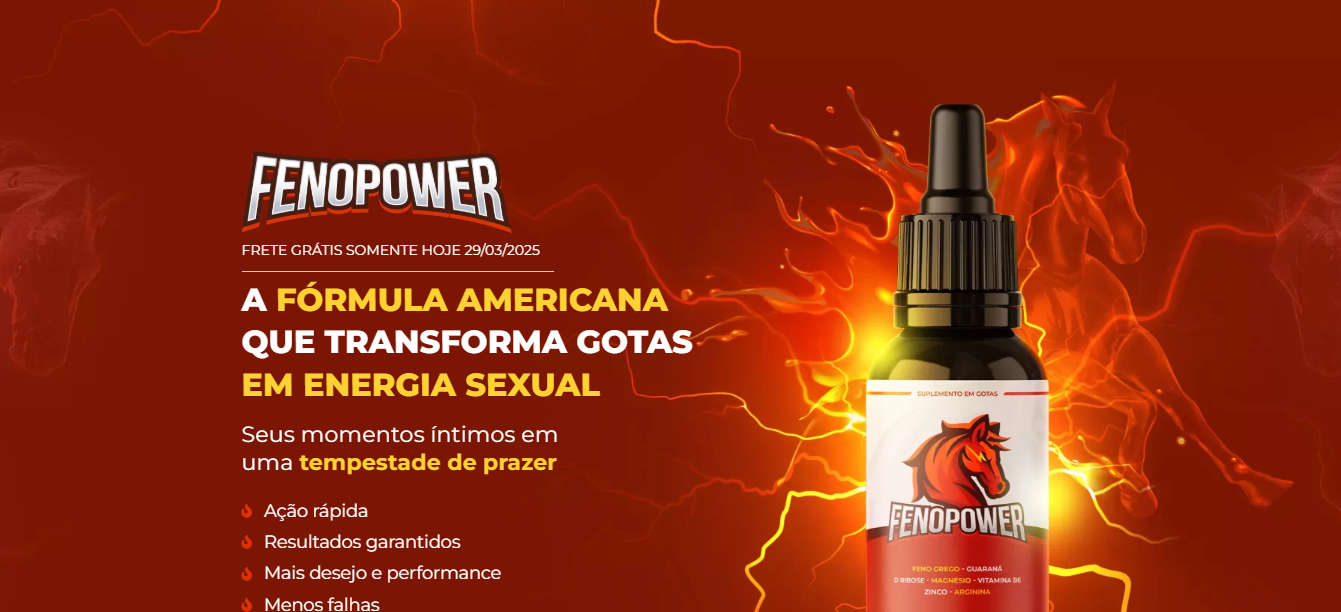 FENOPOWER
FRETE GRÁTIS SOMENTE HOJE 29/03/2025
A FÓRMULA AMERICANA
QUE TRANSFORMA GOTAS
EM ENERGIA SEXUAL
Seus momentos íntimos em
uma tempestade de prazer
Ação rápida
Resultados garantidos
Mais desejo e performance
Menos falhas
SUPLEMENTO EM GOTAS
FENOPOWER
FENO GREGO - GUARANÁ
D RIBOSE - MAGNÉSIO - VITAMINA B6
ZINCO - ARGININA